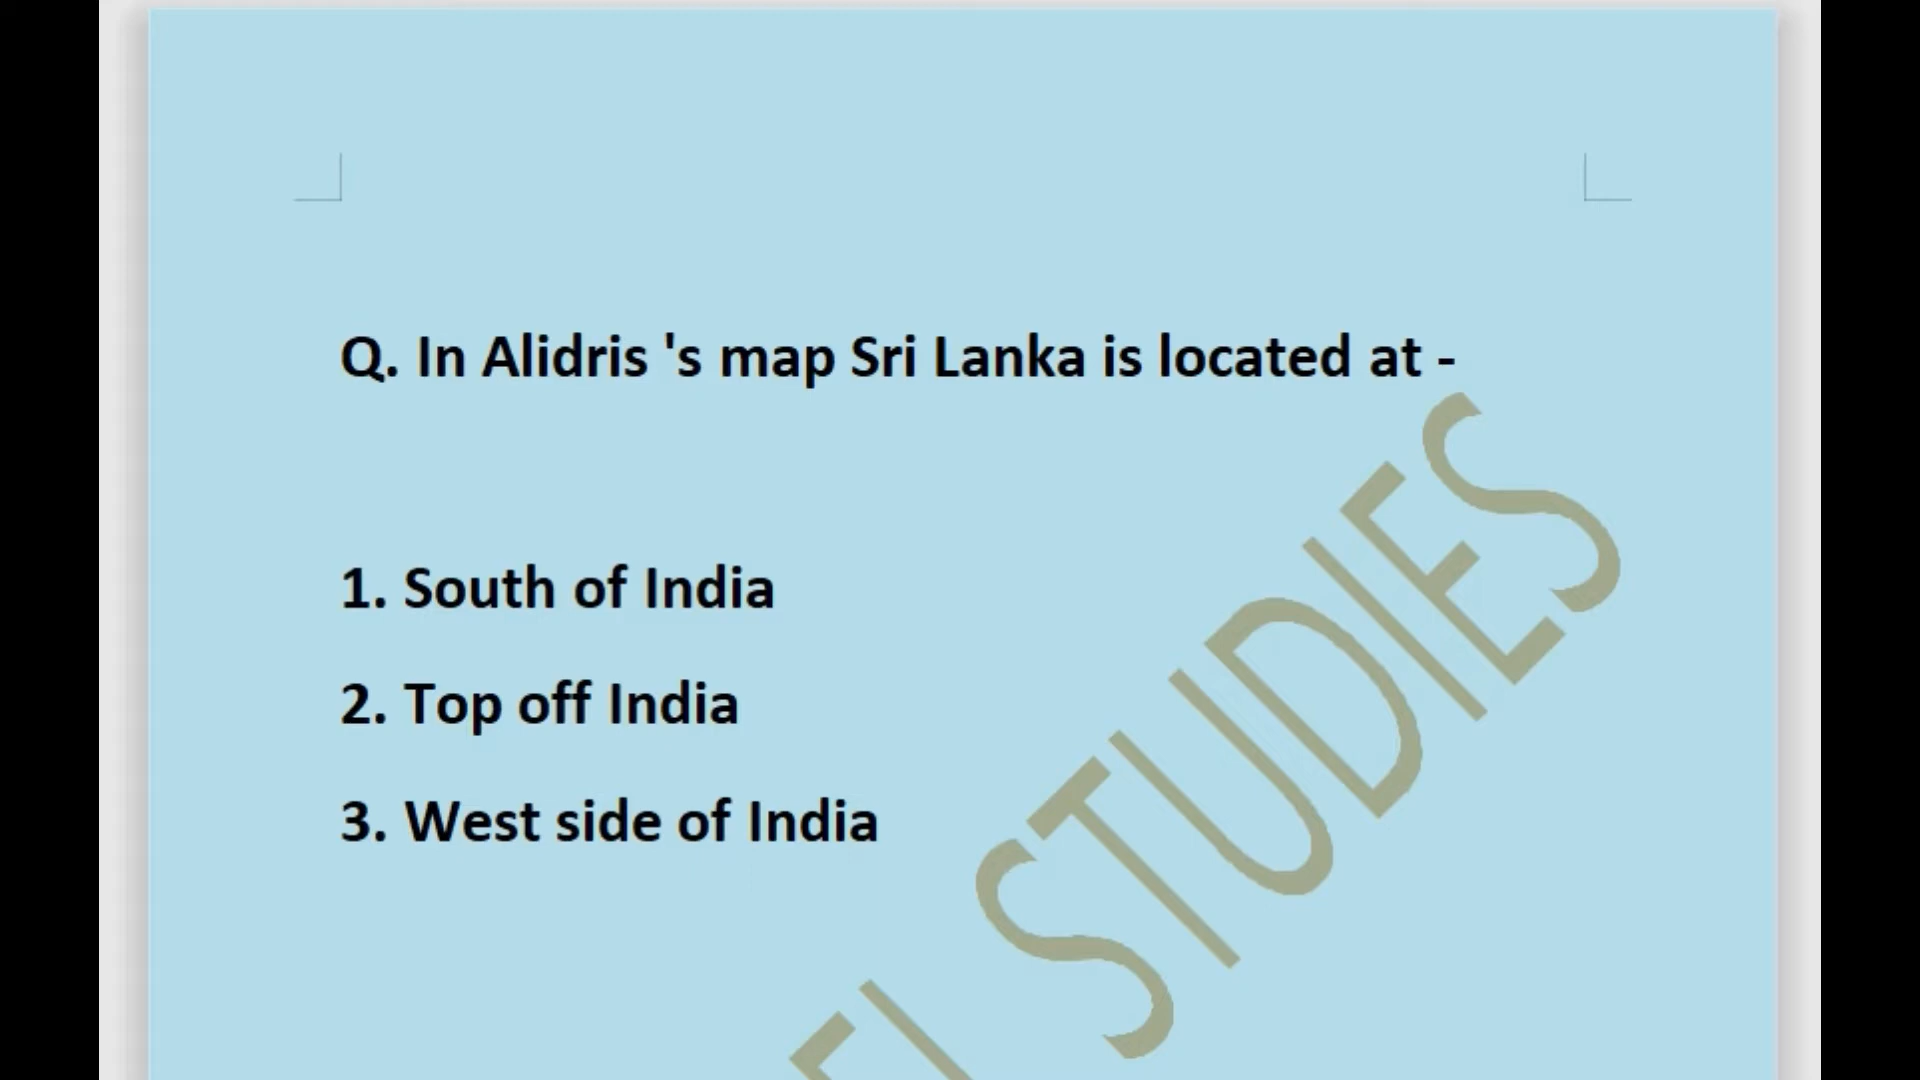 Q. In Alidris 's map Sri Lanka is located at -
1. South of India
2. Top off India
3. West side of India
STUDIES